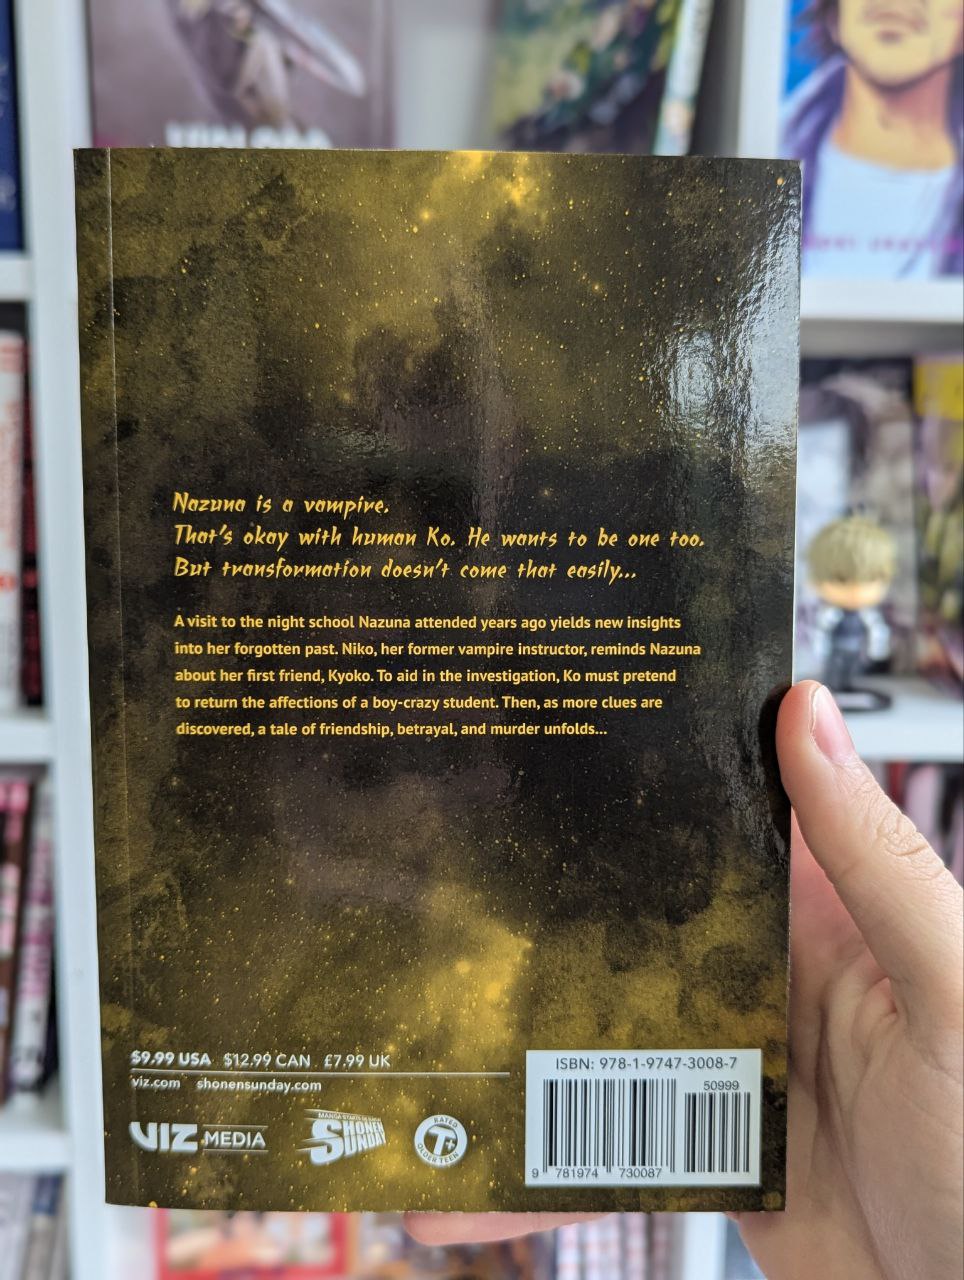 Nazuna is a vampire.
That's okay with human Ko. He wants to be one too.
But transformation doesn't come that easily...
A visit to the night school Nazuna attended years ago yields new insights
into her forgotten past. Niko, her former vampire instructor, reminds Nazuna
about her first friend, Kyoko. To aid in the investigation, Ko must pretend
to return the affections of a boy-crazy student. Then, as more clues are
discovered, a tale of friendship, betrayal, and murder unfolds...
$9.99 USA $12.99 CAN £7.99 UK
viz.com shonensunday.com
VIZ MEDIA
SHONEN
SUNDAY
RATED
T+
OLDER TEEN
ISBN: 978-1-9747-3008-7
50999
9 781974 730087